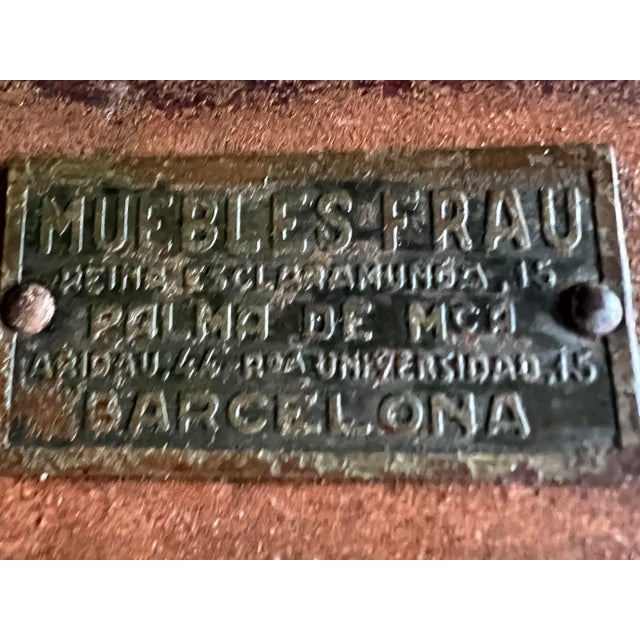 MUEBLES FRAU
REINA ESCLARAMUNDA, 15
PALMA DE MCA
ARIBAU, 44 RDA UNIVERSIDAD, 15
BARCELONA